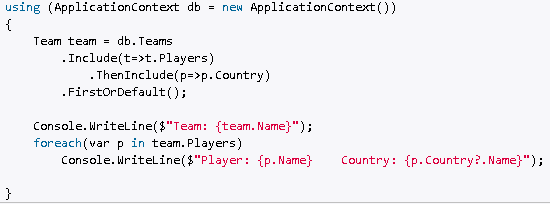 using (ApplicationContext db = new ApplicationContext())
{
    Team team = db.Teams
        .Include(t=>t.Players)
            .ThenInclude(p=>p.Country)
        .FirstOrDefault();

    Console.WriteLine($"Team: {team.Name}");
    foreach(var p in team.Players)
        Console.WriteLine($"Player: {p.Name}    Country: {p.Country?.Name}");

}